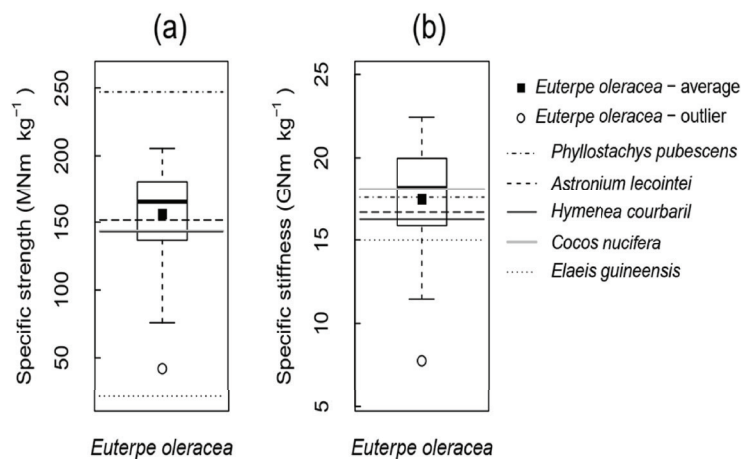 (a)
(b)
Specific strength (MNm kg⁻¹)
50
100
150
200
250
Euterpe oleracea
Specific stiffness (GNm kg⁻¹)
5
10
15
20
25
Euterpe oleracea
Euterpe oleracea – average
Euterpe oleracea – outlier
Phyllostachys pubescens
Astronium lecointei
Hymenea courbaril
Cocos nucifera
Elaeis guineensis